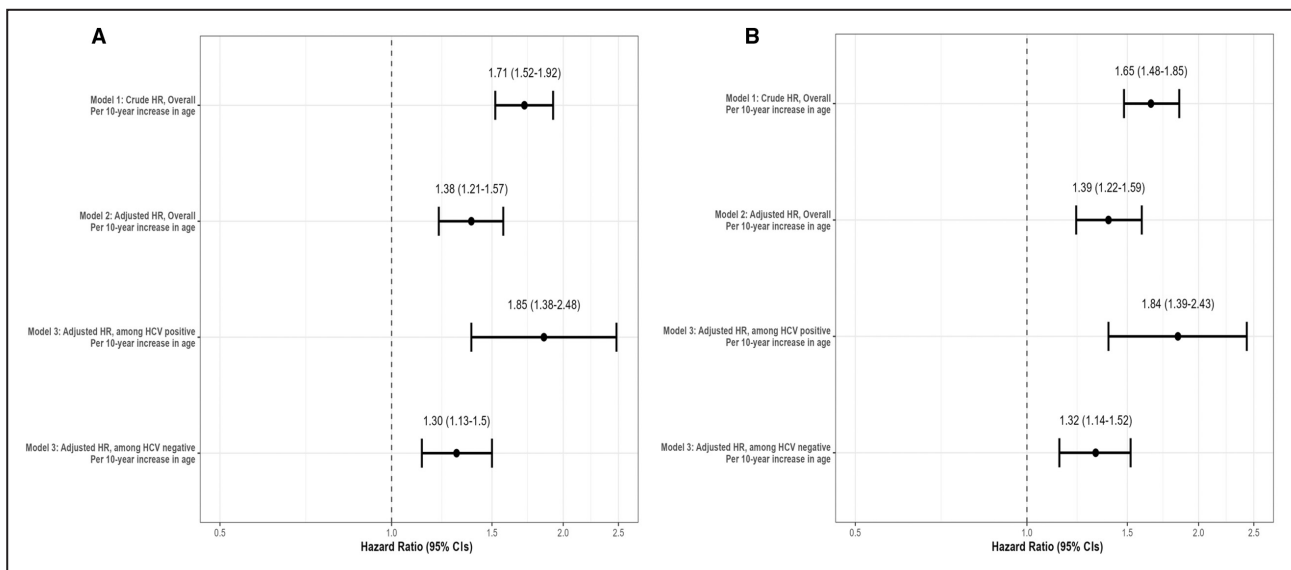 A
1.71 (1.52-1.92)
Model 1: Crude HR, Overall
Per 10-year increase in age
1.38 (1.21-1.57)
Model 2: Adjusted HR, Overall
Per 10-year increase in age
1.85 (1.38-2.48)
Model 3: Adjusted HR, among HCV positive
Per 10-year increase in age
1.30 (1.13-1.5)
Model 3: Adjusted HR, among HCV negative
Per 10-year increase in age
0.5 1.0 1.5 2.0 2.5
Hazard Ratio (95% CIs)
B
1.65 (1.48-1.85)
Model 1: Crude HR, Overall
Per 10-year increase in age
1.39 (1.22-1.59)
Model 2: Adjusted HR, Overall
Per 10-year increase in age
1.84 (1.39-2.43)
Model 3: Adjusted HR, among HCV positive
Per 10-year increase in age
1.32 (1.14-1.52)
Model 3: Adjusted HR, among HCV negative
Per 10-year increase in age
0.5 1.0 1.5 2.0 2.5
Hazard Ratio (95% CIs)